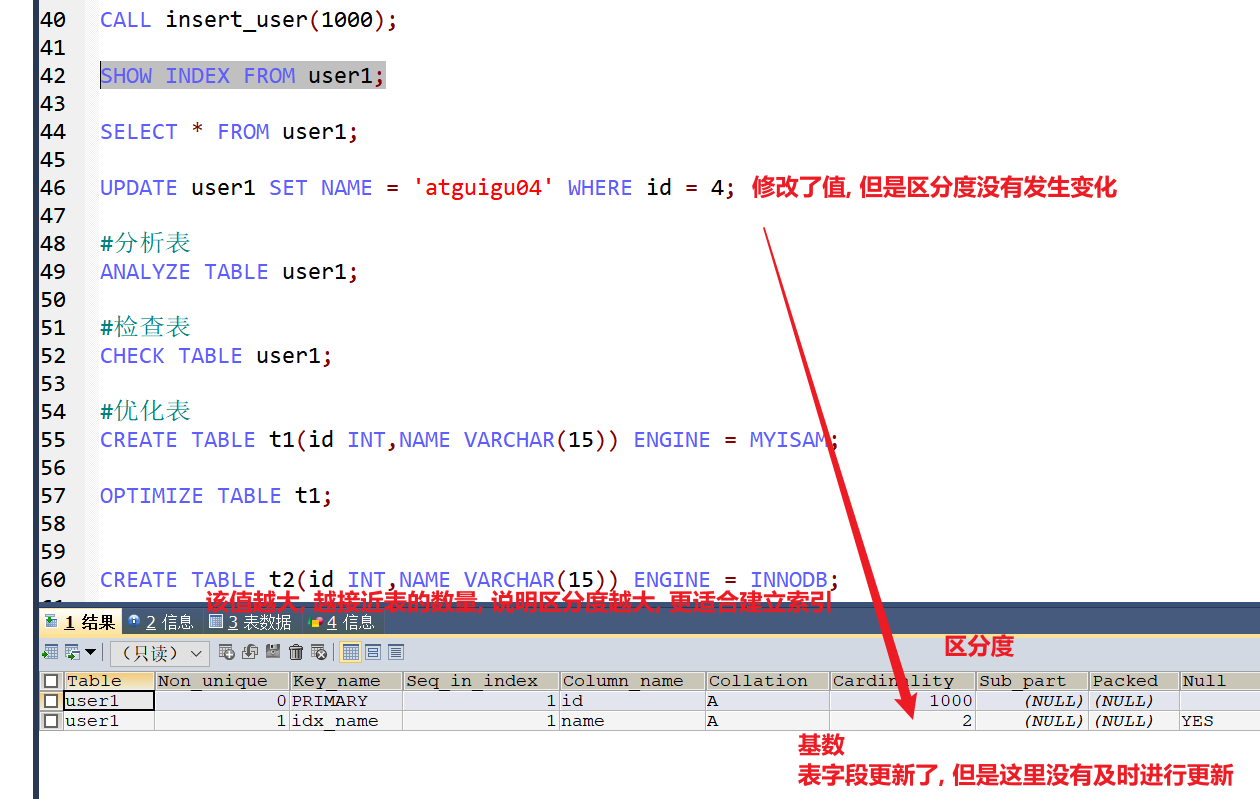 40 CALL insert_user(1000);
41
42 SHOW INDEX FROM user1;
43
44 SELECT * FROM user1;
45
46 UPDATE user1 SET NAME = 'atguigu04' WHERE id = 4; 修改了值, 但是区分度没有发生变化
47
48 #分析表
49 ANALYZE TABLE user1;
50
51 #检查表
52 CHECK TABLE user1;
53
54 #优化表
55 CREATE TABLE t1(id INT,NAME VARCHAR(15)) ENGINE = MYISAM;
56
57 OPTIMIZE TABLE t1;
58
59
60 CREATE TABLE t2(id INT,NAME VARCHAR(15)) ENGINE = INNODB;
该值越大, 越接近表的数量, 说明区分度越大, 更适合建立索引
1 结果 2 信息 3 表数据 4 信息
（只读） 区分度
Table Non_unique Key_name Seq_in_index Column_name Collation Cardinality Sub_part Packed Null
user1 0 PRIMARY 1 id A 1000 (NULL) (NULL)
user1 1 idx_name 1 name A 2 (NULL) (NULL) YES
基数
表字段更新了, 但是这里没有及时进行更新